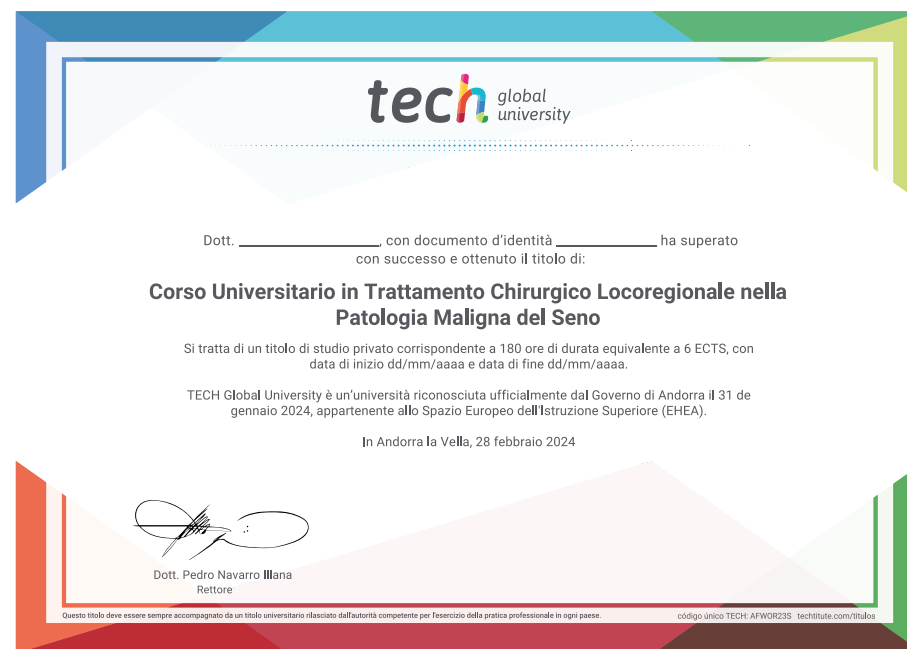 tech global
university
Dott. ____________, con documento d'identità __________ ha superato
con successo e ottenuto il titolo di:
Corso Universitario in Trattamento Chirurgico Locoregionale nella
Patologia Maligna del Seno
Si tratta di un titolo di studio privato corrispondente a 180 ore di durata equivalente a 6 ECTS, con
data di inizio dd/mm/aaaa e data di fine dd/mm/aaaa.
TECH Global University è un'università riconosciuta ufficialmente dal Governo di Andorra il 31 de
gennaio 2024, appartenente allo Spazio Europeo dell'Istruzione Superiore (EHEA).
In Andorra la Vella, 28 febbraio 2024
Dott. Pedro Navarro Illana
Rettore
Questo titolo deve essere sempre accompagnato da un titolo universitario rilasciato dall'autorità competente per l'esercizio della pratica professionale in ogni paese. código único TECH: AFWOR23S techtitute.com/titulos